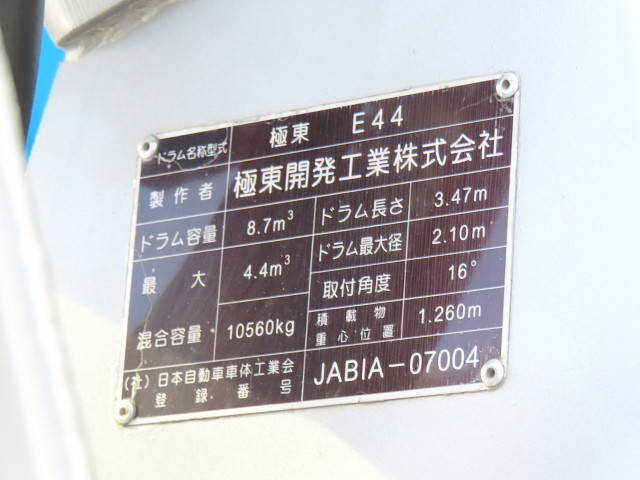 ドラム名称型式 極東 E44
製作者 極東開発工業株式会社
ドラム容量 8.7m³ ドラム長さ 3.47m
最大 4.4m³ ドラム最大径 2.10m
取付角度 16°
混合容量 10560kg 積載物重心位置 1.260m
(社)日本自動車車体工業会
登録番号 JABIA-07004